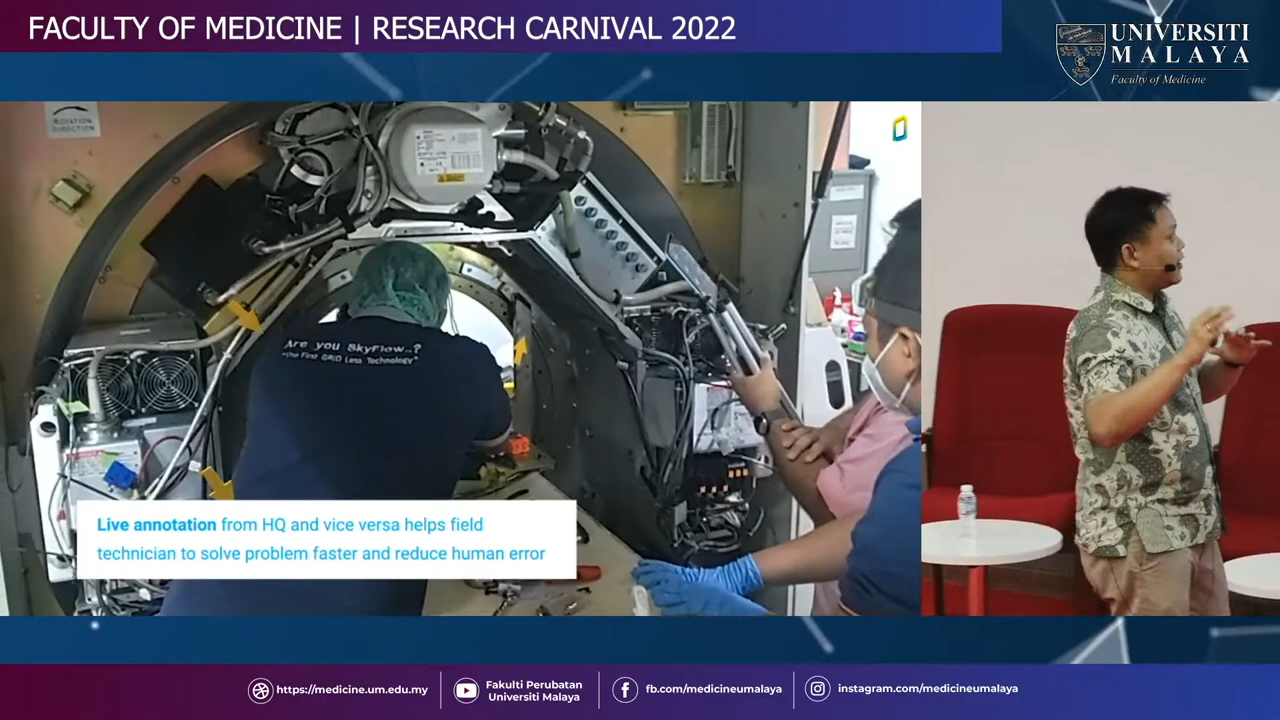 FACULTY OF MEDICINE | RESEARCH CARNIVAL 2022
UNIVERSITI
MALAYA
Faculty of Medicine
ROTATION
DIRECTION
Are you SkyFlow..?
"the First GRID Less Technology"
Live annotation from HQ and vice versa helps field
technician to solve problem faster and reduce human error
https://medicine.um.edu.my
Fakulti Perubatan
Universiti Malaya
fb.com/medicineumalaya
instagram.com/medicineumalaya